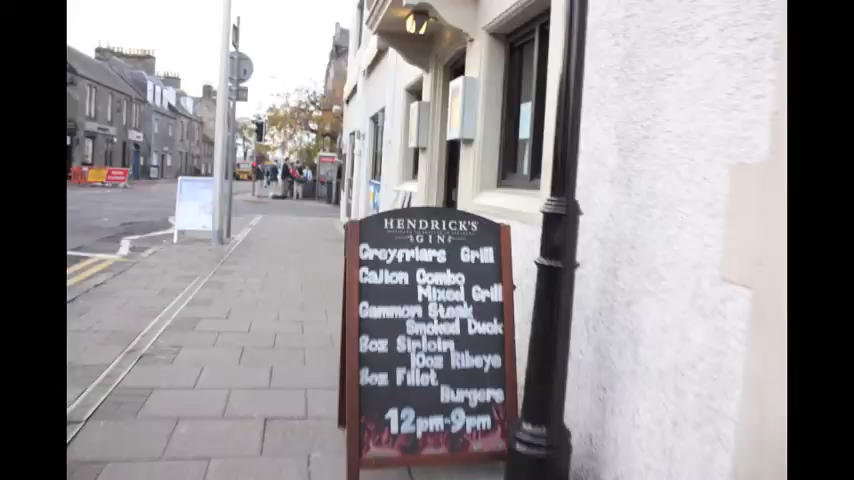 HENDRICK'S
GIN
Greyfriars Grill
Cajion Combo
Mixed Grill
Gammon Steak
Smoked Duck
8oz Sirloin
10oz Ribeye
8oz Fillet
Burgers
12pm-9pm